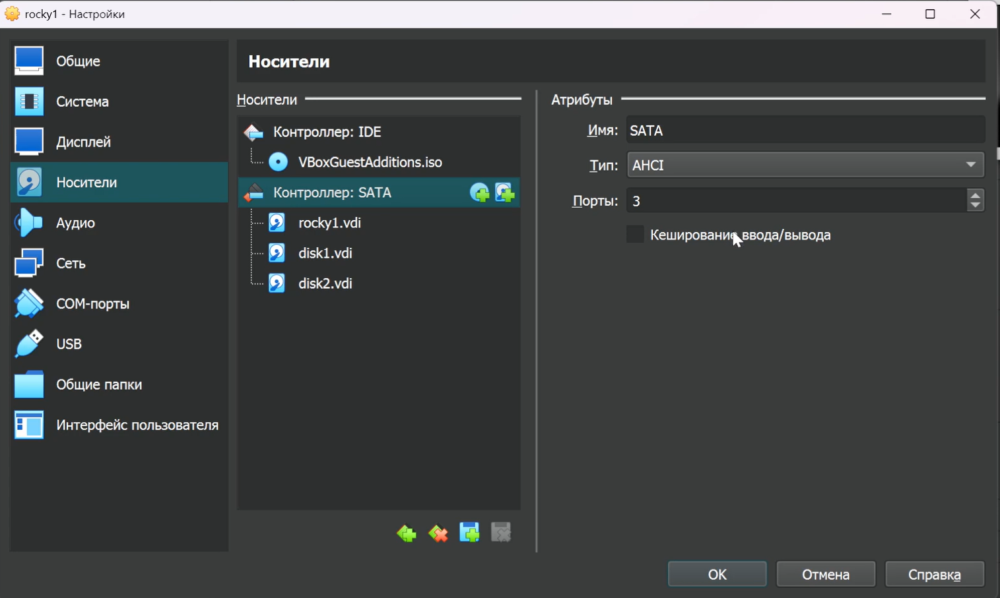 rocky1 - Настройки
Общие
Система
Дисплей
Носители
Аудио
Сеть
COM-порты
USB
Общие папки
Интерфейс пользователя
Носители
Носители
Контроллер: IDE
VBoxGuestAdditions.iso
Контроллер: SATA
rocky1.vdi
disk1.vdi
disk2.vdi
Атрибуты
Имя: SATA
Тип: AHCI
Порты: 3
Кеширование ввода/вывода
OK
Отмена
Справка